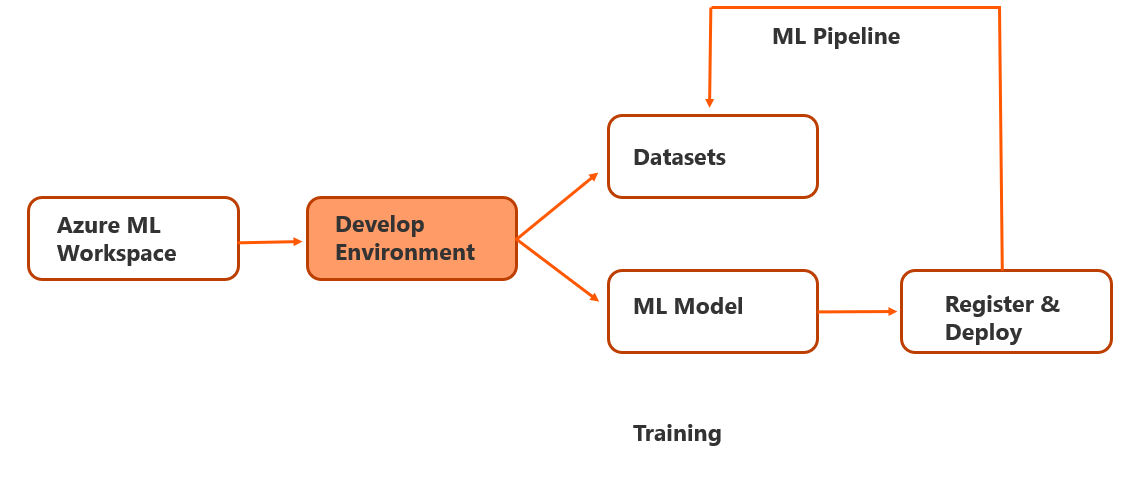 ML Pipeline
Datasets
Azure ML
Workspace
Develop
Environment
ML Model
Register &
Deploy
Training